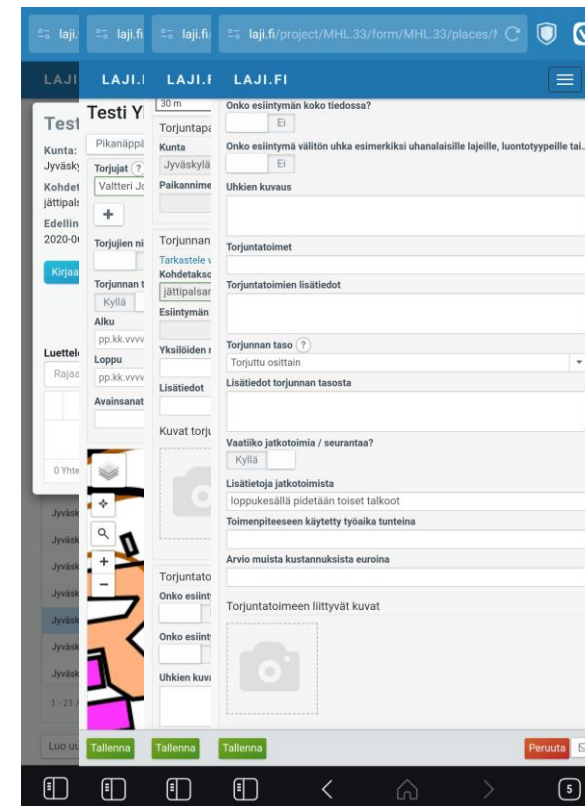 laji.
laji.fi
laji.fi
laji.fi/project/MHL.33/form/MHL.33/places/
LAJI
LAJI.
LAJI.F
LAJI.FI
Test
Kunta:
Jyväsky
Kohdet
jättipals
Edellin
2020-0
Kirjaa
Luettel
Rajaa
0 Yhte
Jyväsk
Jyväsk
Jyväsk
Jyväsk
Jyväsk
Jyväsk
Jyväsk
1 - 21 /
Luo uu
Testi Y
Pikanäppä
Torjujat ?
Valtteri Jo
+
Torjujien ni
Torjunnan t
Kyllä
Alku
pp.kk.vvvv
Loppu
pp.kk.vvvv
Avainsanat
+
−
Tallenna
30 m
Torjuntapa
Kunta
Jyväskylä
Paikannime
Torjunnan
Tarkastele v
Kohdetakso
jättipalsar
Esiintymän
Yksilöiden
Lisätiedot
Kuvat torju
Torjuntato
Onko esiint
Onko esiint
Uhkien kuva
Tallenna
Onko esiintymän koko tiedossa?
Ei
Onko esiintymä välitön uhka esimerkiksi uhanalaisille lajeille, luontotyypeille tai..
Ei
Uhkien kuvaus
Torjuntatoimet
Torjuntatoimien lisätiedot
Torjunnan taso ?
Torjuttu osittain
Lisätiedot torjunnan tasosta
Vaatiiko jatkotoimia / seurantaa?
Kyllä
Lisätietoja jatkotoimista
loppukesällä pidetään toiset talkoot
Toimenpiteeseen käytetty työaika tunteina
Arvio muista kustannuksista euroina
Torjuntatoimeen liittyvät kuvat
Tallenna
Peruuta
5